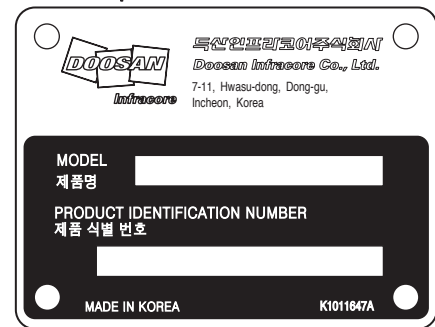 DOOSAN
Infracore
두산인프라코어주식회사
Doosan Infracore Co., Ltd.
7-11, Hwasu-dong, Dong-gu,
Incheon, Korea
MODEL
제품명
PRODUCT IDENTIFICATION NUMBER
제품 식별 번호
MADE IN KOREA
K1011647A